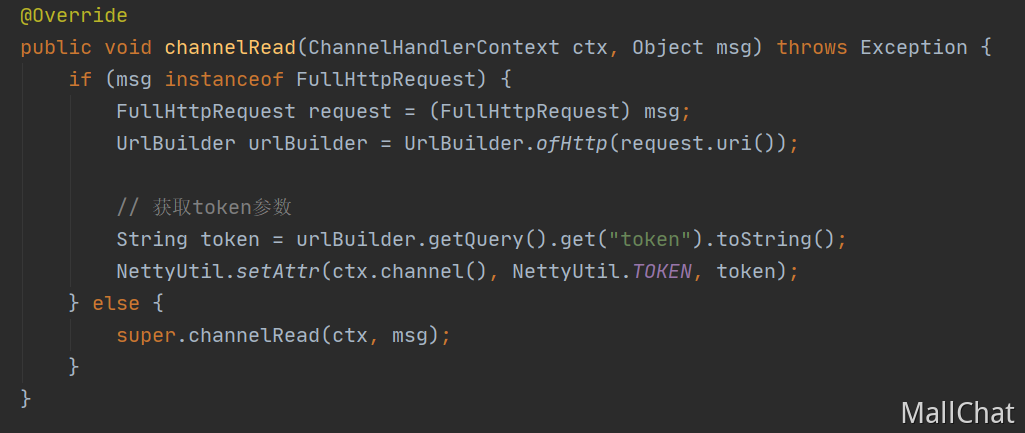 @Override
public void channelRead(ChannelHandlerContext ctx, Object msg) throws Exception {
    if (msg instanceof FullHttpRequest) {
        FullHttpRequest request = (FullHttpRequest) msg;
        UrlBuilder urlBuilder = UrlBuilder.ofHttp(request.uri());
        // 获取token参数
        String token = urlBuilder.getQuery().get("token").toString();
        NettyUtil.setAttr(ctx.channel(), NettyUtil.TOKEN, token);
    } else {
        super.channelRead(ctx, msg);
    }
}
MallChat